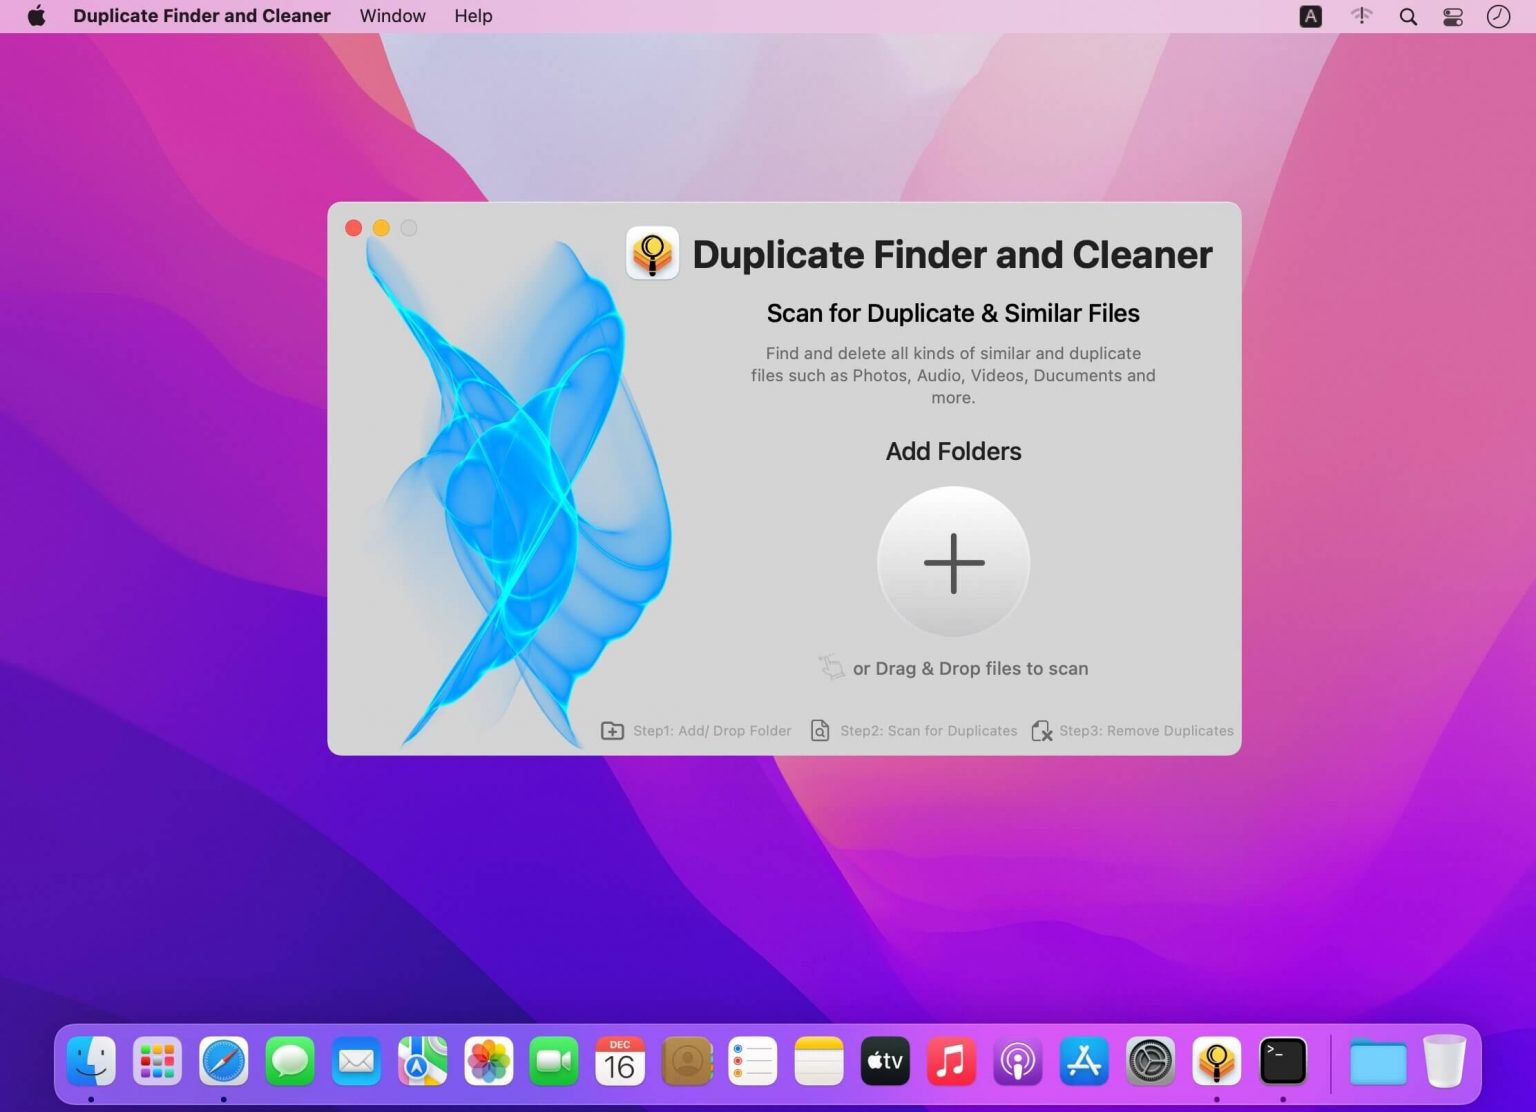 Duplicate Finder and Cleaner Window Help A
Duplicate Finder and Cleaner
Scan for Duplicate & Similar Files
Find and delete all kinds of similar and duplicate
files such as Photos, Audio, Videos, Ducuments and
more.
Add Folders
or Drag & Drop files to scan
Step1: Add/ Drop Folder Step2: Scan for Duplicates Step3: Remove Duplicates
DEC
16
tv
>_